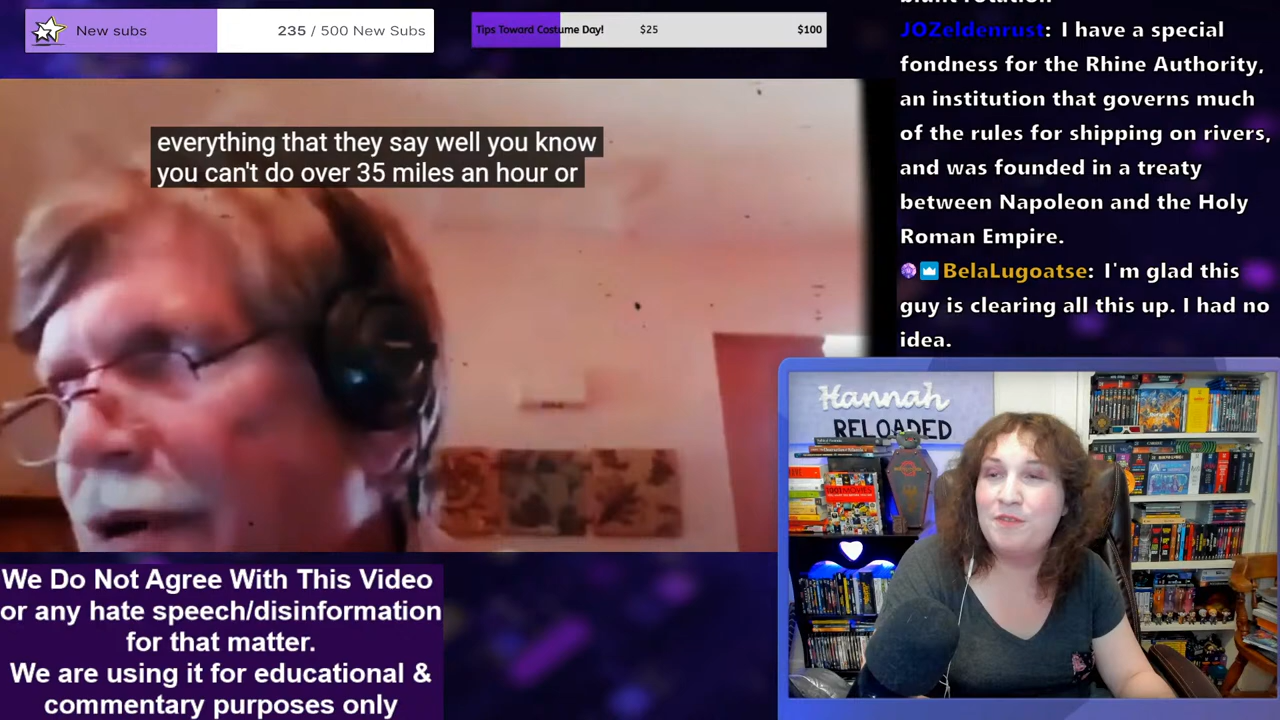 New subs
235 / 500 New Subs
Tips Toward Costume Day!
$25
$100
blunt rotation
JOZeldenrust: I have a special
fondness for the Rhine Authority,
an institution that governs much
of the rules for shipping on rivers,
and was founded in a treaty
between Napoleon and the Holy
Roman Empire.
BelaLugoatse: I'm glad this
guy is clearing all this up. I had no
idea.
everything that they say well you know
you can't do over 35 miles an hour or
Hannah
RELOADED
We Do Not Agree With This Video
or any hate speech/disinformation
for that matter.
We are using it for educational &
commentary purposes only